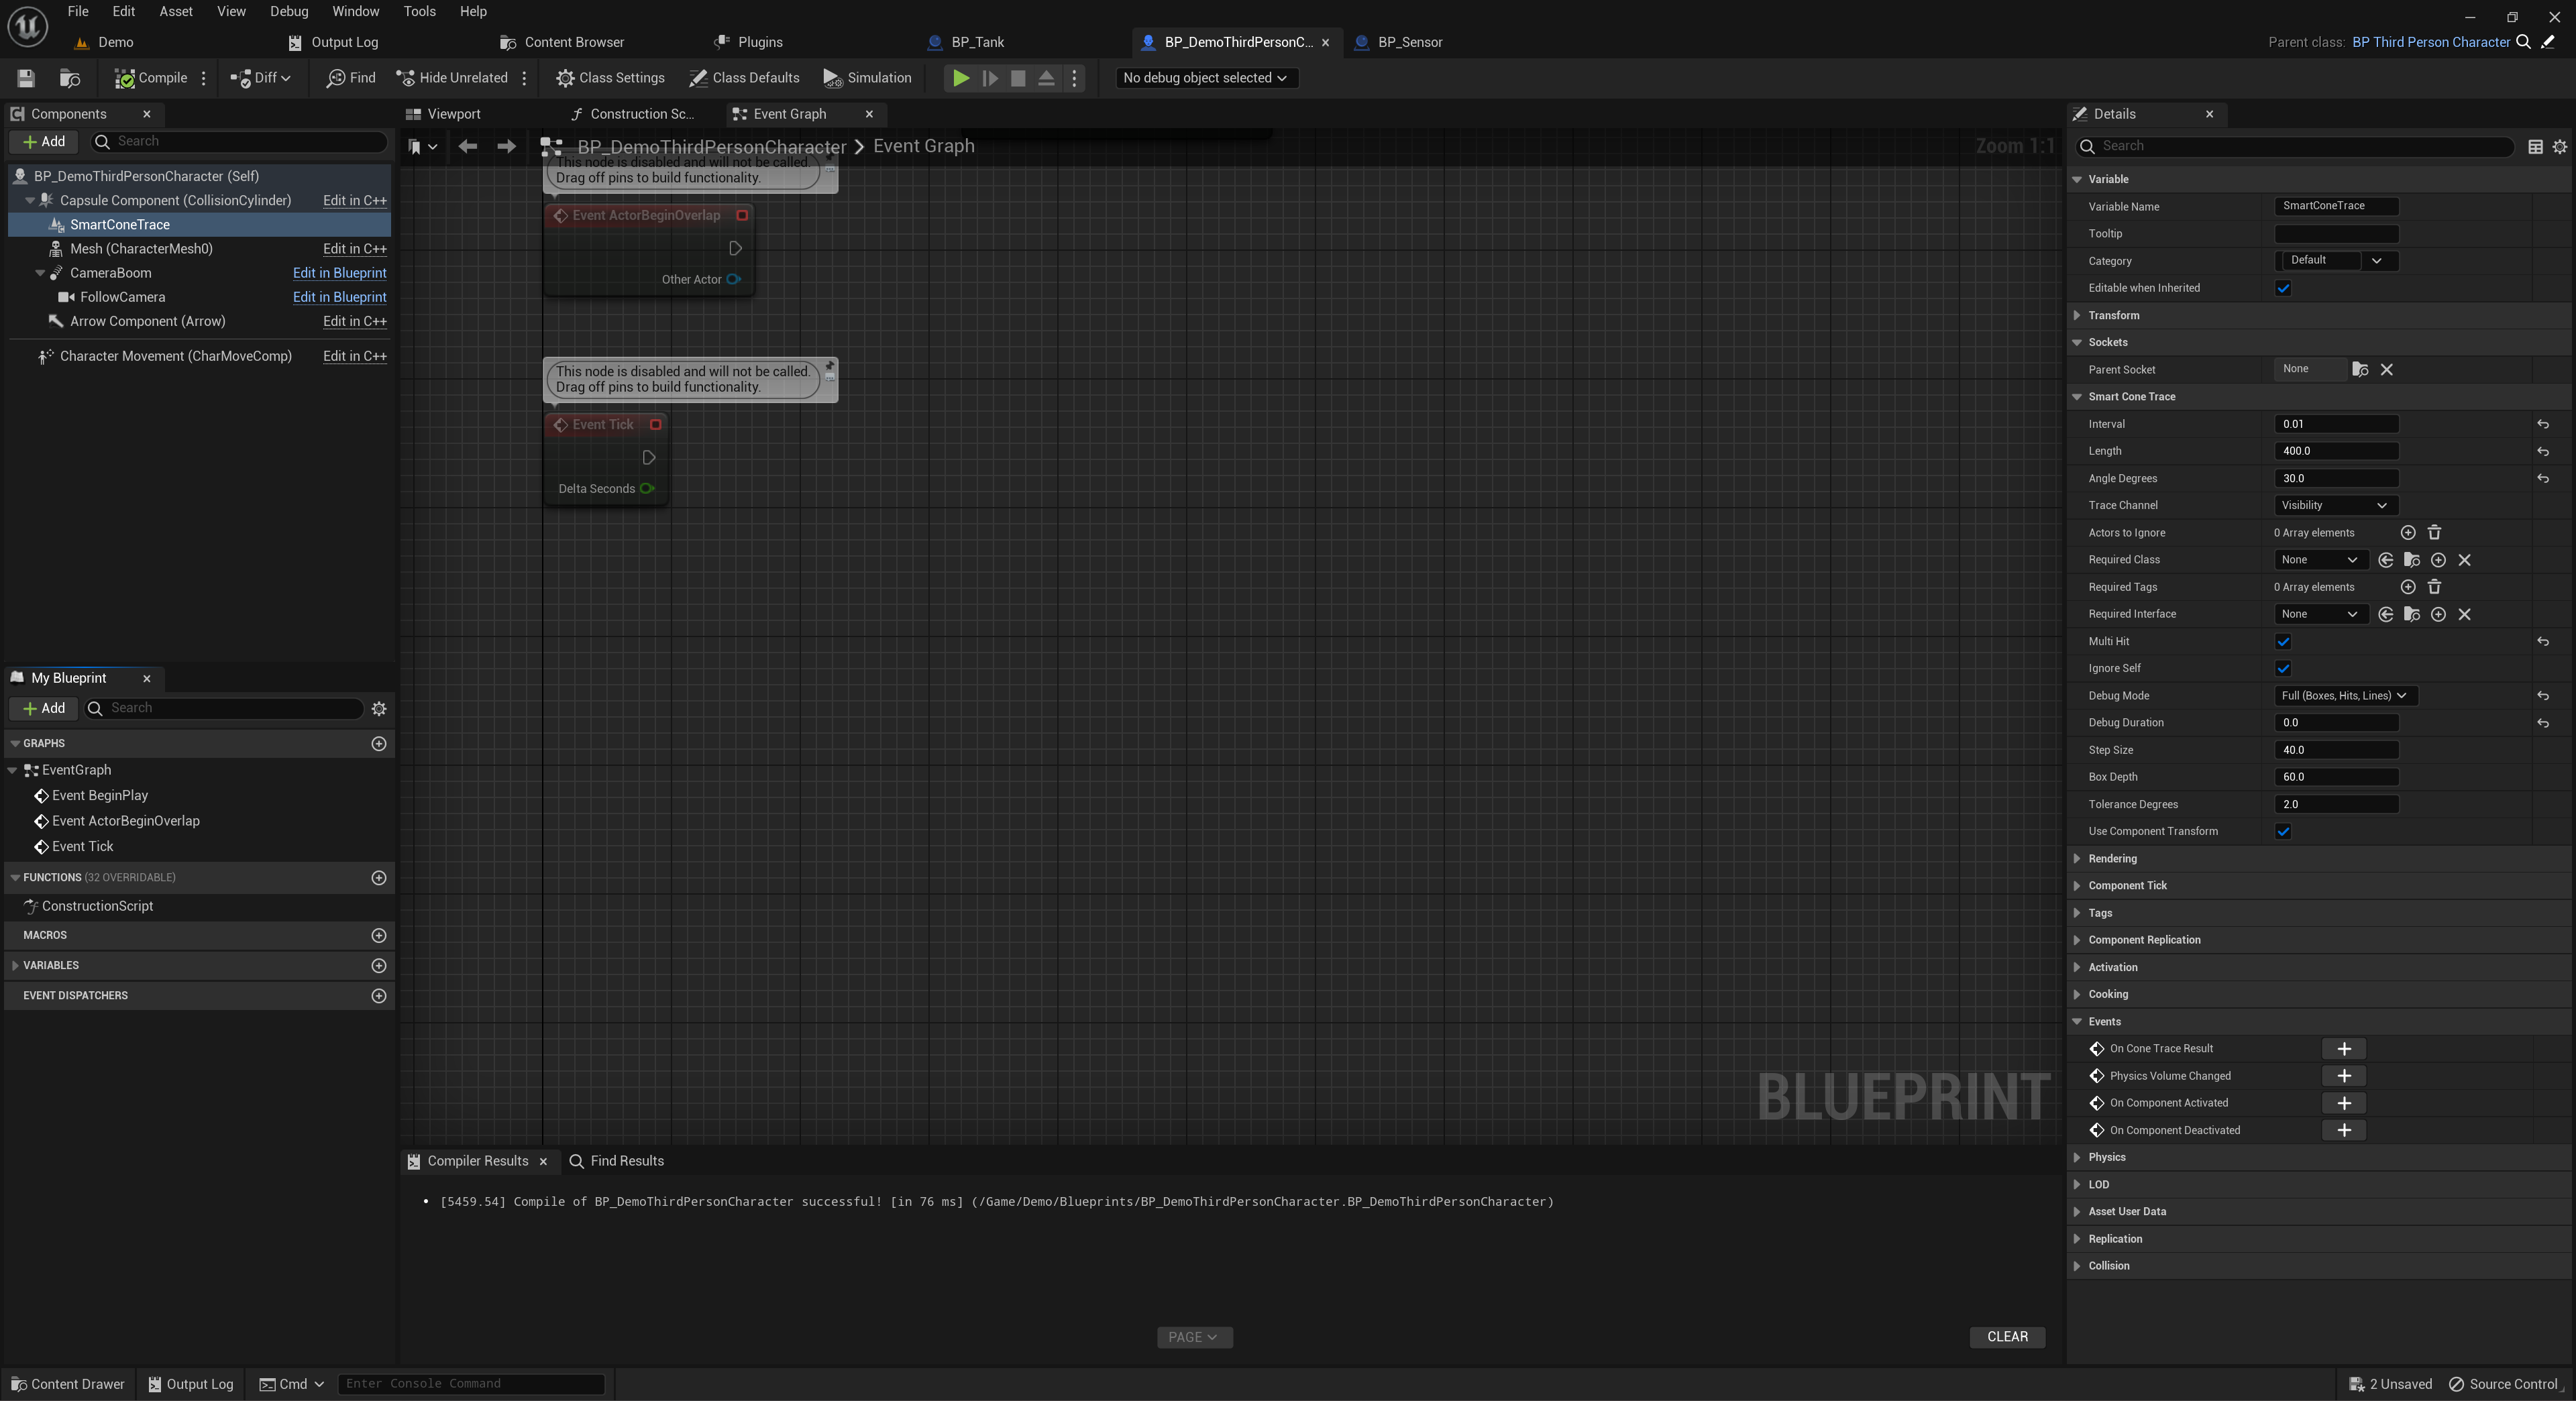 File Edit Asset View Debug Window Tools Help
Demo Output Log Content Browser Plugins BP_Tank BP_DemoThirdPersonC... BP_Sensor Parent class: BP Third Person Character
Compile Diff Find Hide Unrelated Class Settings Class Defaults Simulation No debug object selected
Components
Add Search
BP_DemoThirdPersonCharacter (Self)
Capsule Component (CollisionCylinder) Edit in C++
SmartConeTrace
Mesh (CharacterMesh0) Edit in C++
CameraBoom Edit in Blueprint
FollowCamera Edit in Blueprint
Arrow Component (Arrow) Edit in C++
Character Movement (CharMoveComp) Edit in C++
My Blueprint
Add Search
GRAPHS
EventGraph
Event BeginPlay
Event ActorBeginOverlap
Event Tick
FUNCTIONS (32 OVERRIDABLE)
ConstructionScript
MACROS
VARIABLES
EVENT DISPATCHERS
Viewport Construction Sc... Event Graph
BP_DemoThirdPersonCharacter > Event Graph Zoom 1:1
This node is disabled and will not be called.
Drag off pins to build functionality.
Event ActorBeginOverlap
Other Actor
This node is disabled and will not be called.
Drag off pins to build functionality.
Event Tick
Delta Seconds
BLUEPRINT
Compiler Results Find Results
• [5459.54] Compile of BP_DemoThirdPersonCharacter successful! [in 76 ms] (/Game/Demo/Blueprints/BP_DemoThirdPersonCharacter.BP_DemoThirdPersonCharacter)
PAGE CLEAR
Details
Search
Variable
Variable Name SmartConeTrace
Tooltip
Category Default
Editable when Inherited
Transform
Sockets
Parent Socket None
Smart Cone Trace
Interval 0.01
Length 400.0
Angle Degrees 30.0
Trace Channel Visibility
Actors to Ignore 0 Array elements
Required Class None
Required Tags 0 Array elements
Required Interface None
Multi Hit
Ignore Self
Debug Mode Full (Boxes, Hits, Lines)
Debug Duration 0.0
Step Size 40.0
Box Depth 60.0
Tolerance Degrees 2.0
Use Component Transform
Rendering
Component Tick
Tags
Component Replication
Activation
Cooking
Events
On Cone Trace Result
Physics Volume Changed
On Component Activated
On Component Deactivated
Physics
LOD
Asset User Data
Replication
Collision
Content Drawer Output Log Cmd Enter Console Command 2 Unsaved Source Control